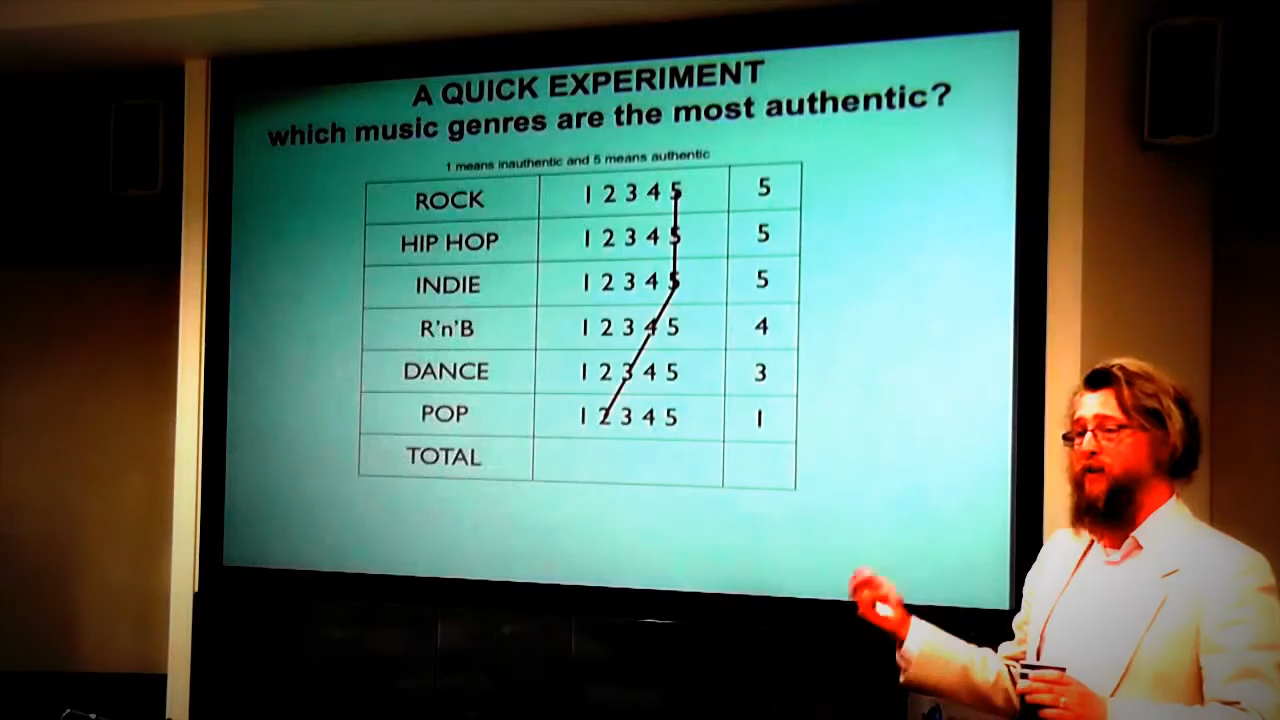 A QUICK EXPERIMENT
which music genres are the most authentic?
1 means inauthentic and 5 means authentic
ROCK 1 2 3 4 5 5
HIP HOP 1 2 3 4 5 5
INDIE 1 2 3 4 5 5
R'n'B 1 2 3 4 5 4
DANCE 1 2 3 4 5 3
POP 1 2 3 4 5 1
TOTAL